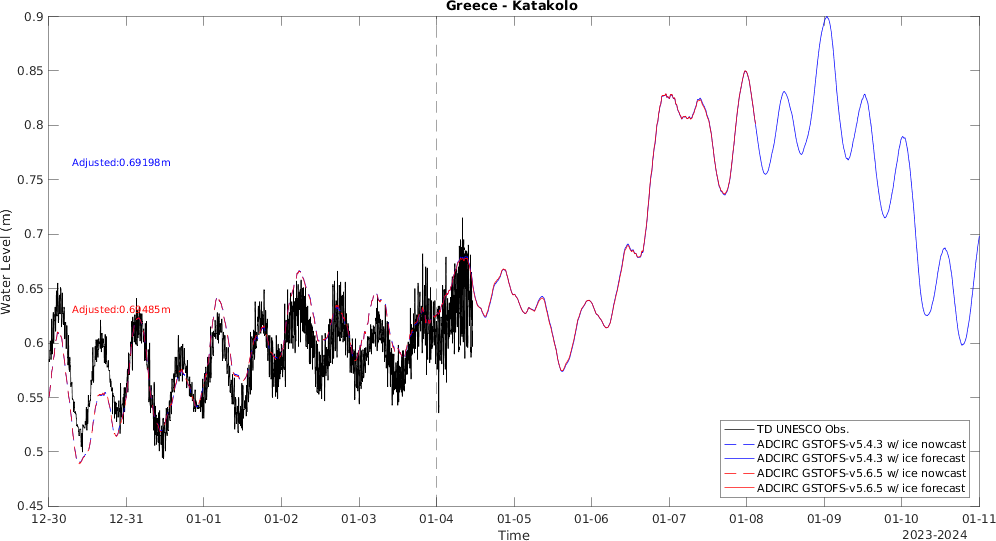 Greece - Katakolo
0.9
0.85
0.8
0.75
0.7
0.65
0.6
0.55
0.5
0.45
Water Level (m)
Adjusted:0.69198m
Adjusted:0.69485m
TD UNESCO Obs.
ADCIRC GSTOFS-v5.4.3 w/ ice nowcast
ADCIRC GSTOFS-v5.4.3 w/ ice forecast
ADCIRC GSTOFS-v5.6.5 w/ ice nowcast
ADCIRC GSTOFS-v5.6.5 w/ ice forecast
12-30 12-31 01-01 01-02 01-03 01-04 01-05 01-06 01-07 01-08 01-09 01-10 01-11
Time
2023-2024